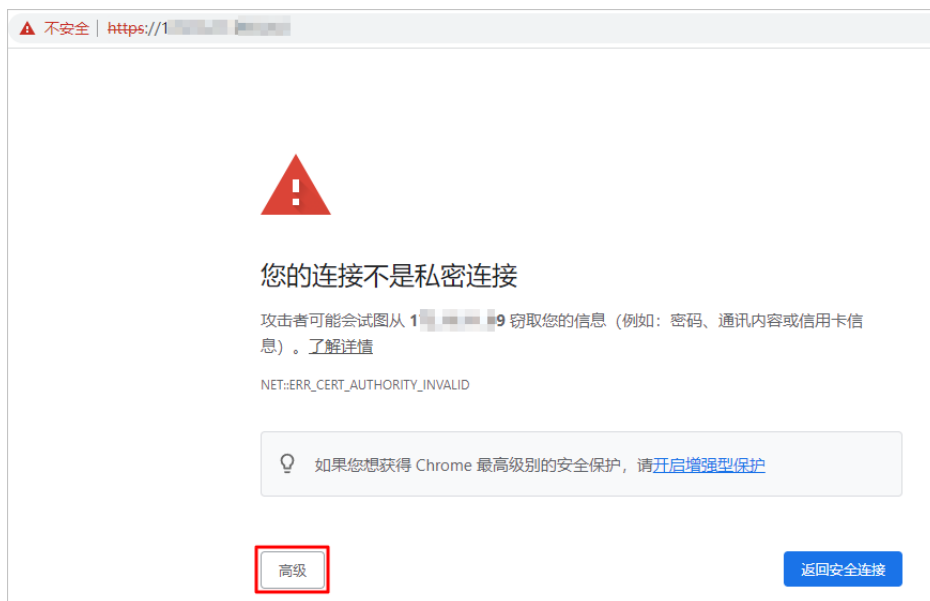 不安全 | https://1
您的连接不是私密连接
攻击者可能会试图从 1 9 窃取您的信息（例如：密码、通讯内容或信用卡信
息）。了解详情
NET::ERR_CERT_AUTHORITY_INVALID
如果您想获得 Chrome 最高级别的安全保护，请开启增强型保护
高级
返回安全连接